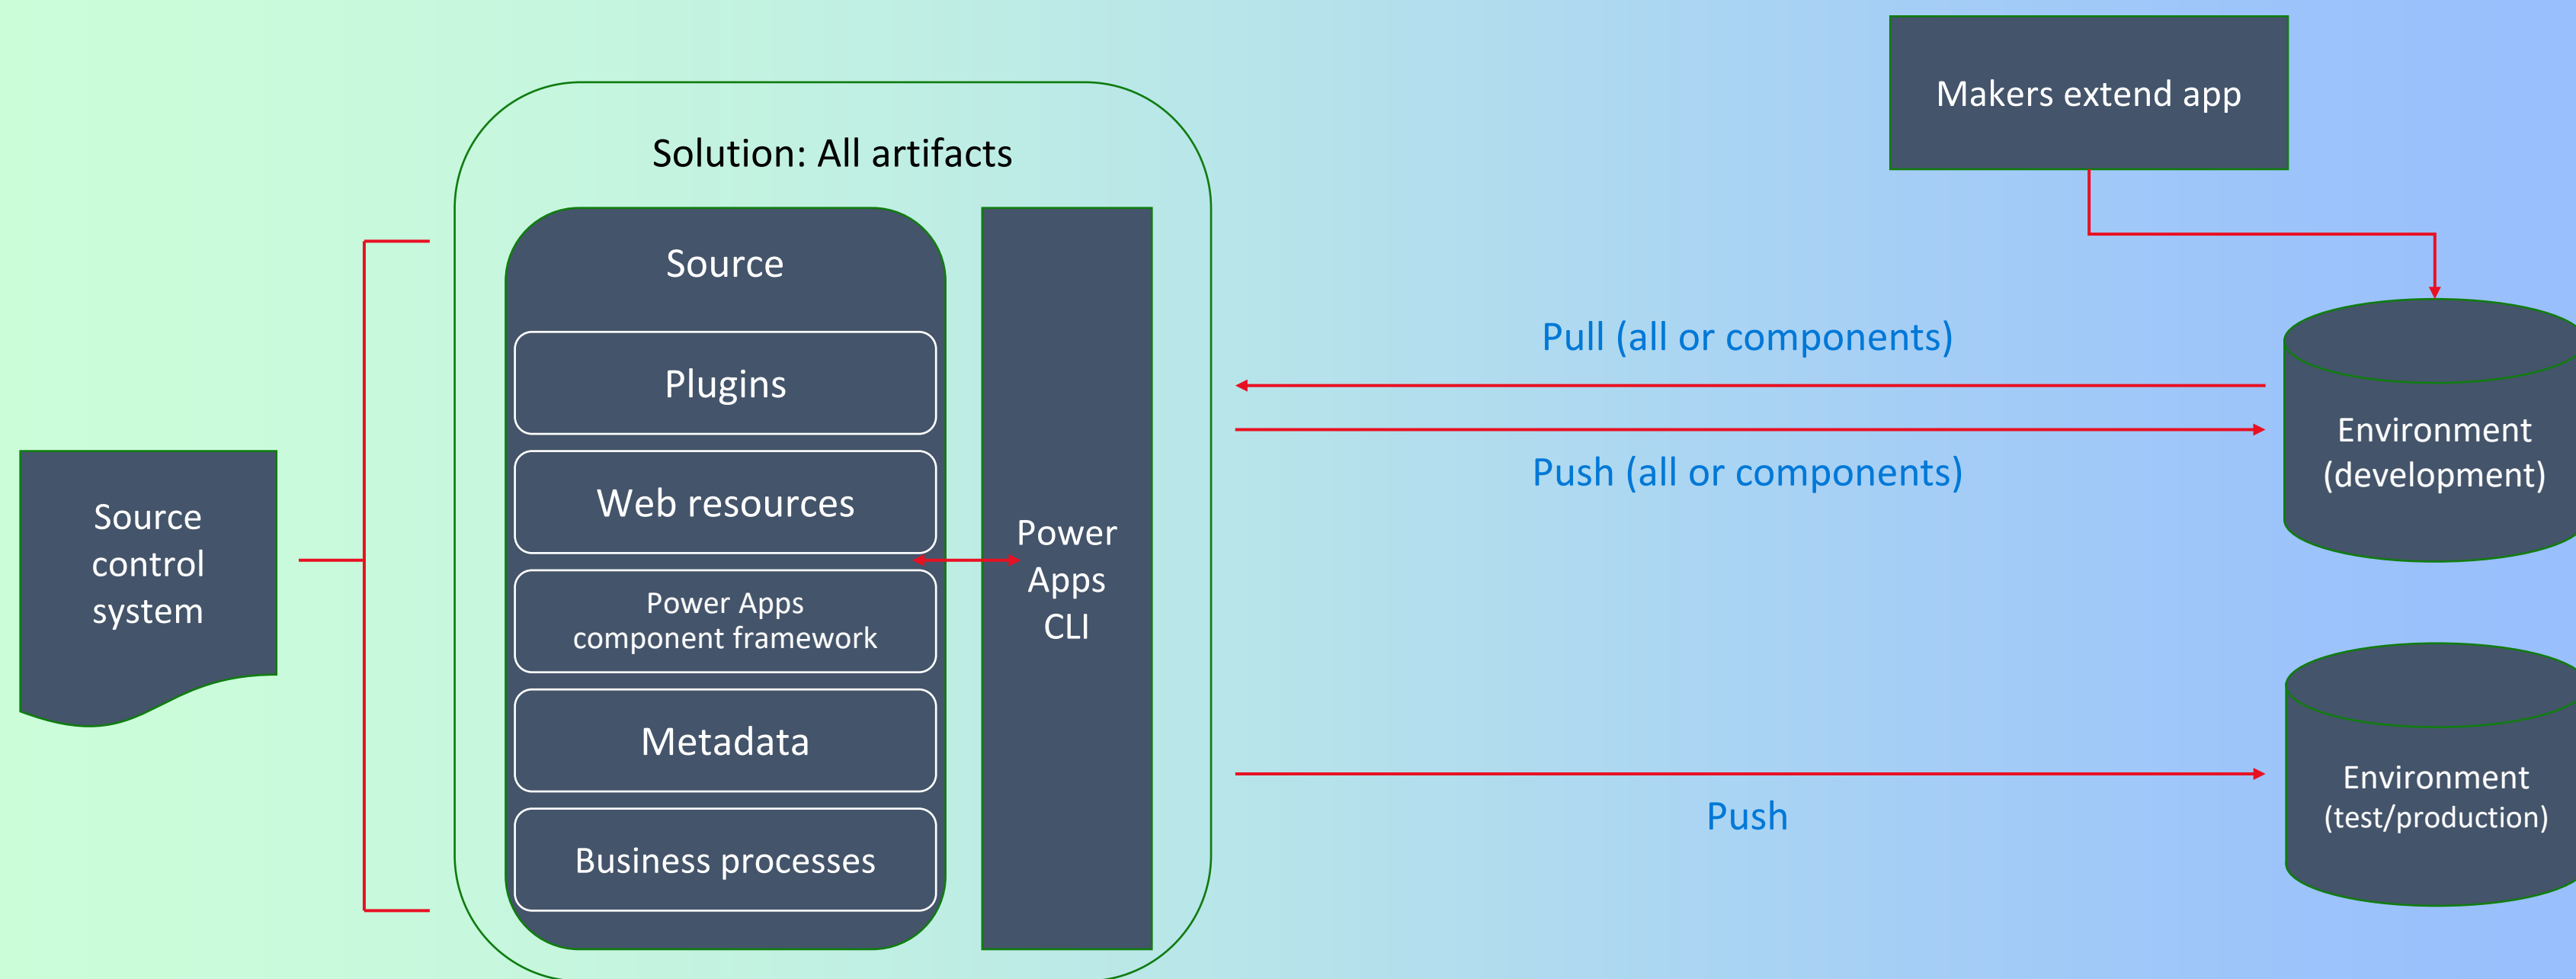 Makers extend app
Solution: All artifacts
Source
Plugins
Web resources
Power Apps
component framework
Metadata
Business processes
Power
Apps
CLI
Source
control
system
Pull (all or components)
Push (all or components)
Push
Environment
(development)
Environment
(test/production)